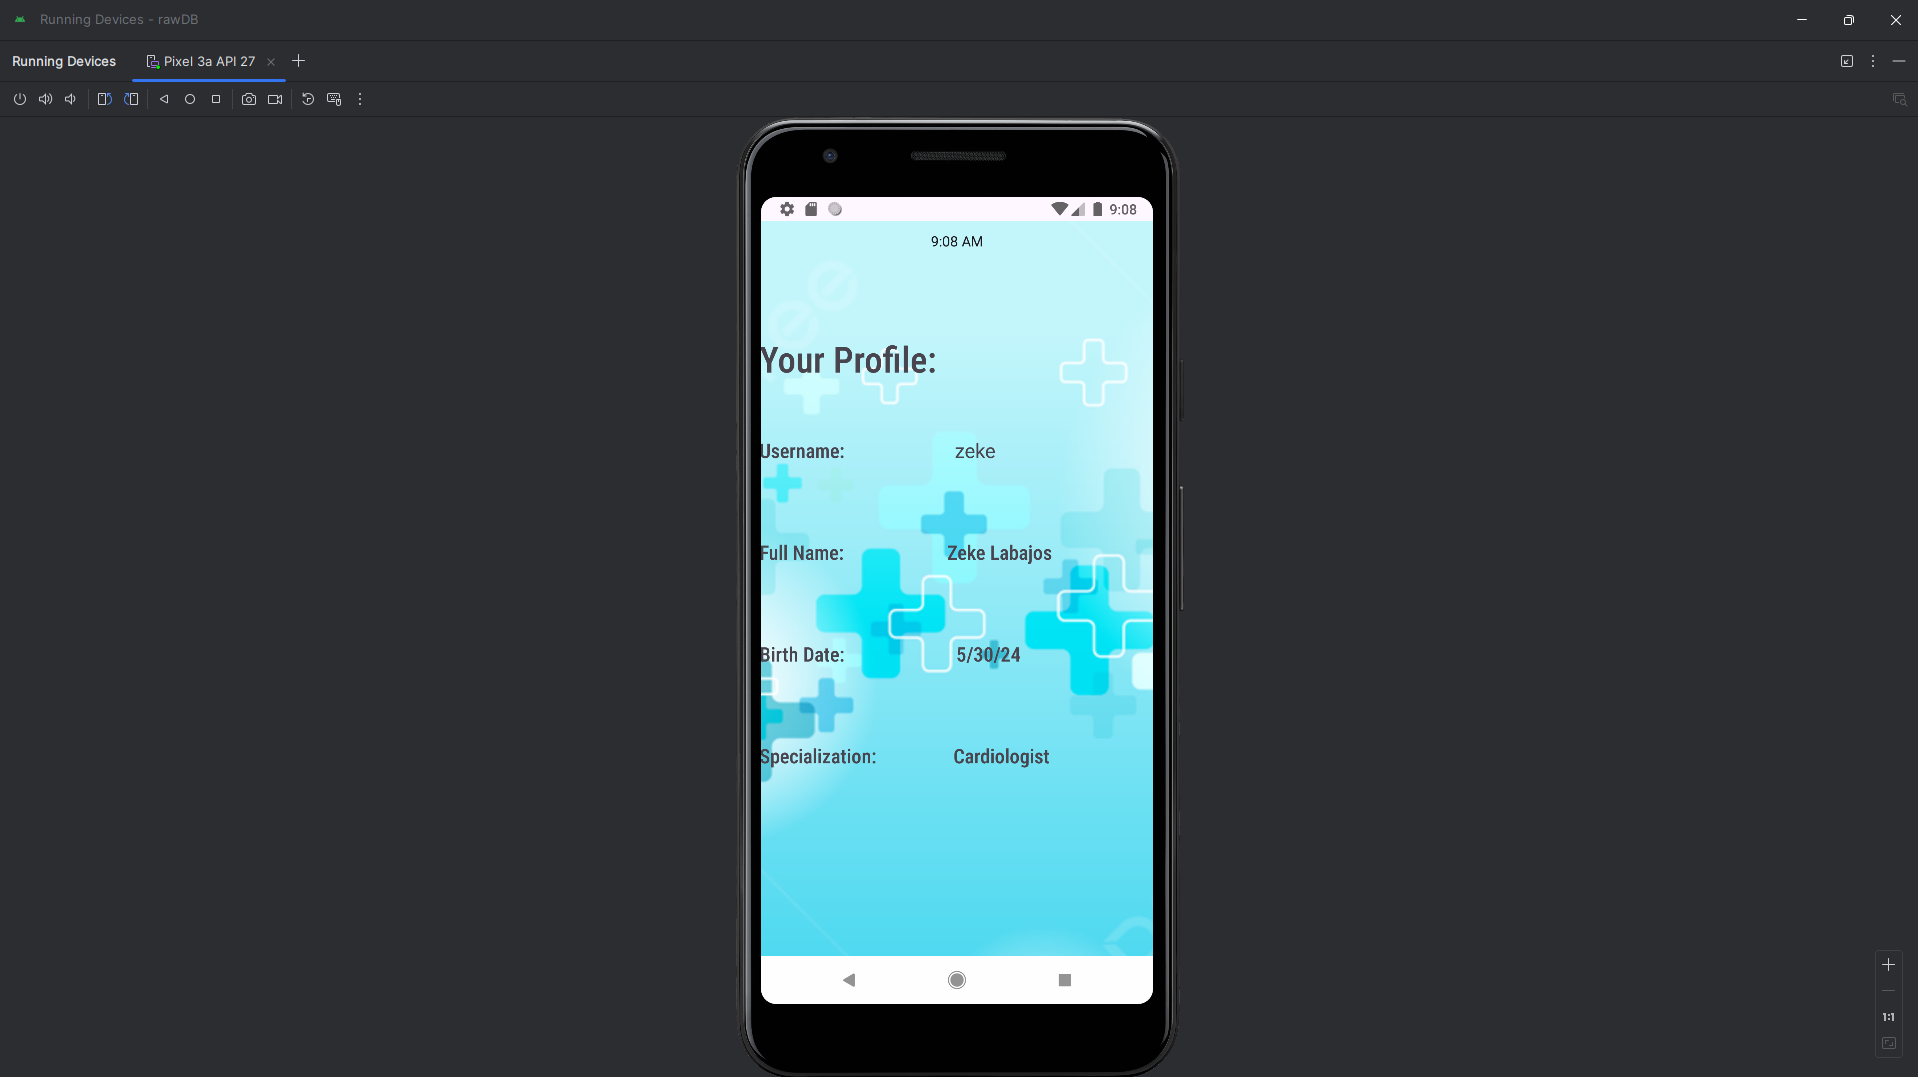 Running Devices - rawDB
Running Devices
Pixel 3a API 27
9:08
9:08 AM
Your Profile:
Username: zeke
Full Name: Zeke Labajos
Birth Date: 5/30/24
Specialization: Cardiologist
1:1